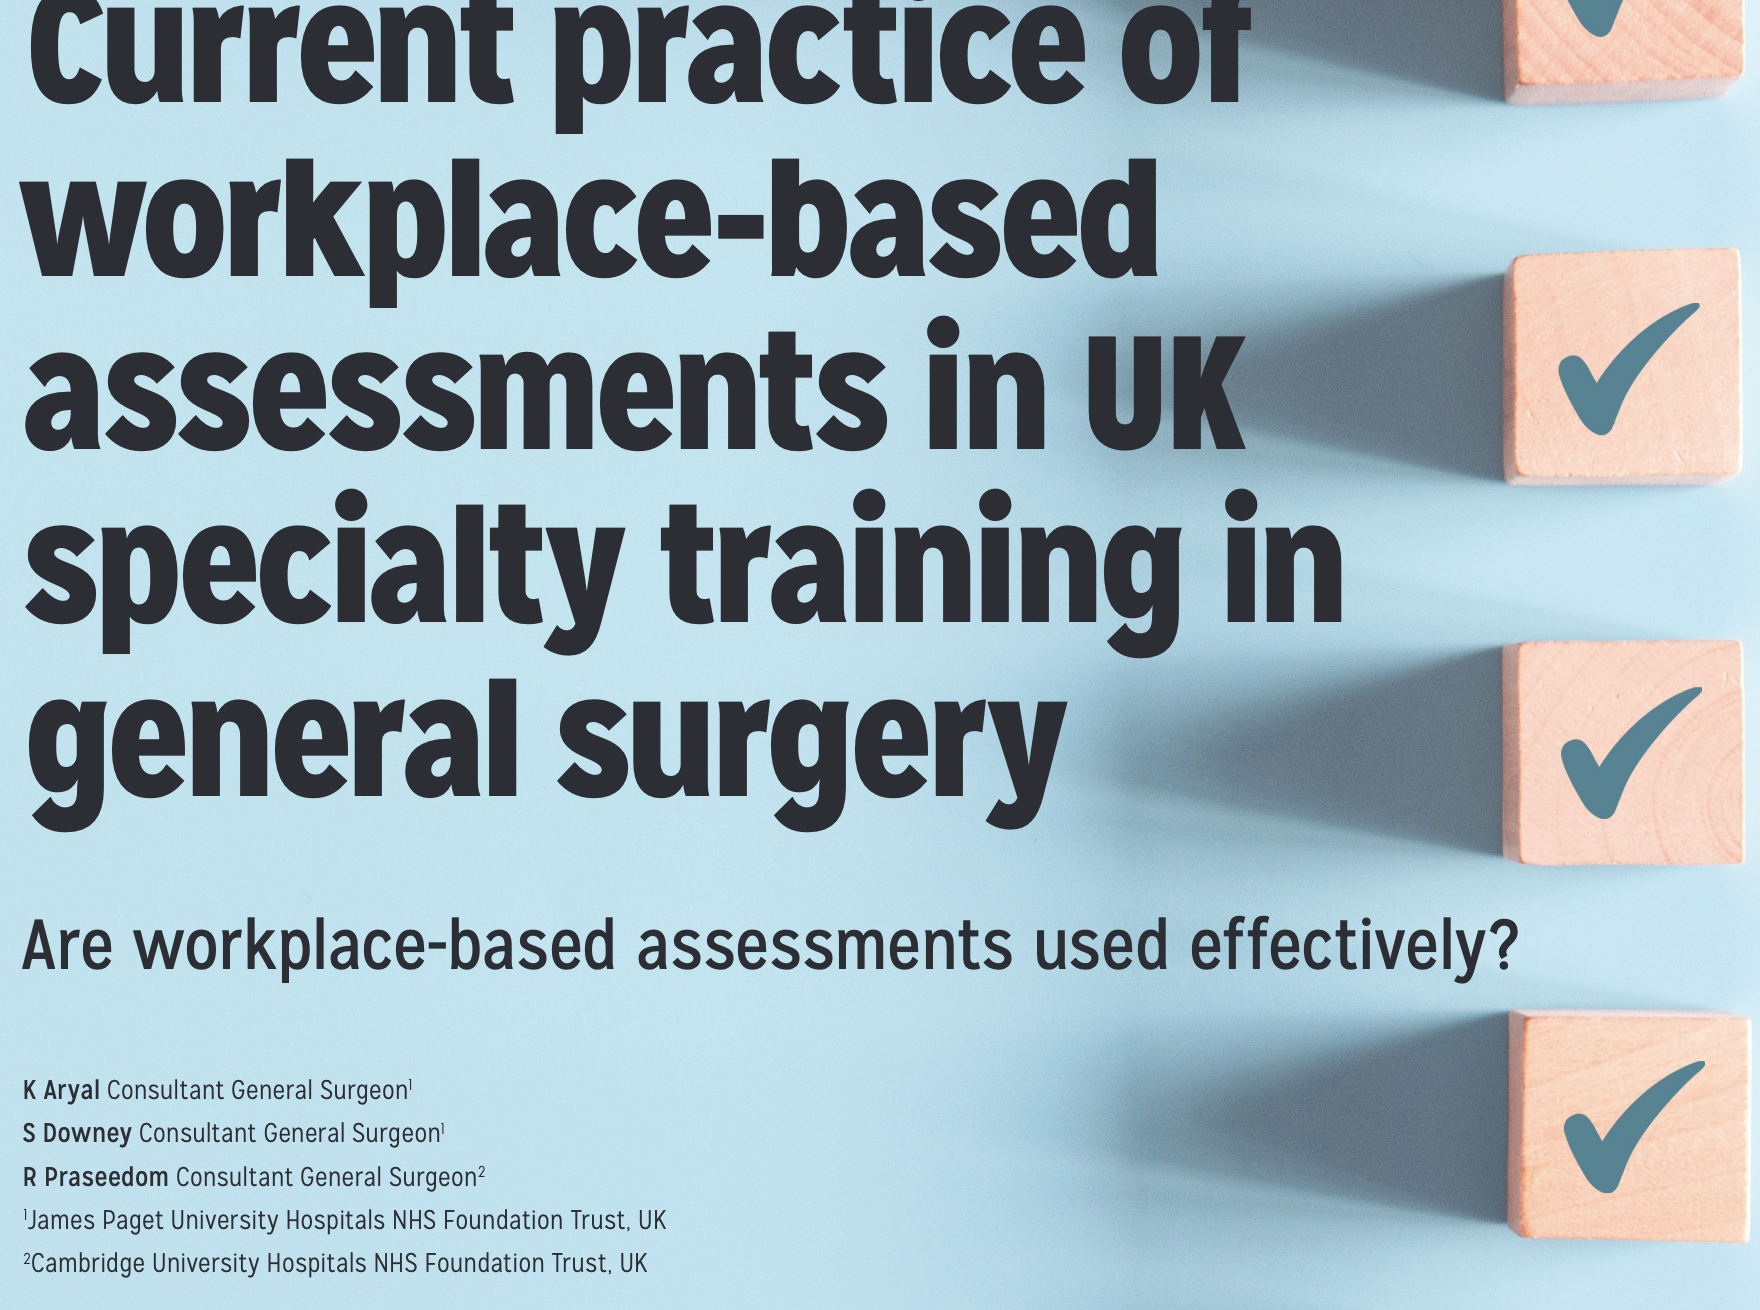 Current practice of
workplace-based
assessments in UK
specialty training in
general surgery
Are workplace-based assessments used effectively?
K Aryal Consultant General Surgeon¹
S Downey Consultant General Surgeon¹
R Praseedom Consultant General Surgeon²
¹James Paget University Hospitals NHS Foundation Trust, UK
²Cambridge University Hospitals NHS Foundation Trust, UK